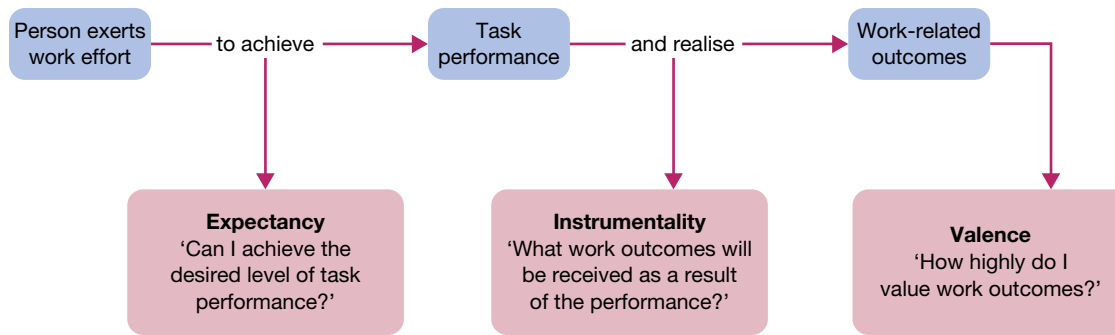 Person exerts
work effort
to achieve
Task
performance
and realise
Work-related
outcomes
Expectancy
‘Can I achieve the
desired level of task
performance?’
Instrumentality
‘What work outcomes will
be received as a result
of the performance?’
Valence
‘How highly do I
value work outcomes?’